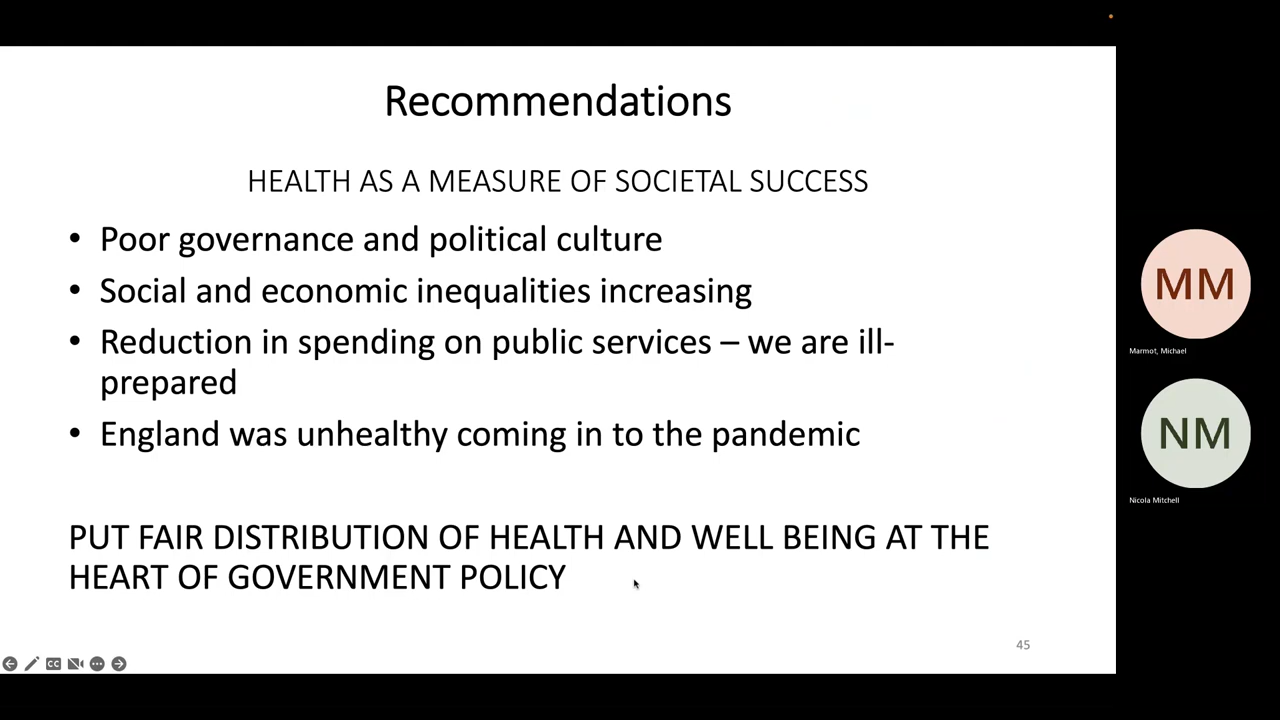 Recommendations
HEALTH AS A MEASURE OF SOCIETAL SUCCESS
• Poor governance and political culture
• Social and economic inequalities increasing
• Reduction in spending on public services – we are ill-
prepared
• England was unhealthy coming in to the pandemic
PUT FAIR DISTRIBUTION OF HEALTH AND WELL BEING AT THE
HEART OF GOVERNMENT POLICY
45
CC
MM
Marmot, Michael
NM
Nicola Mitchell